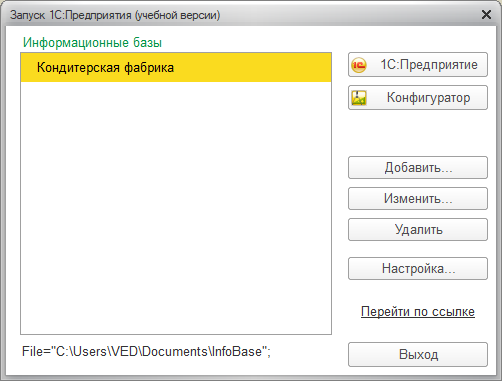 Запуск 1С:Предприятия (учебной версии)
Информационные базы
Кондитерская фабрика
1С:Предприятие
Конфигуратор
Добавить...
Изменить...
Удалить
Настройка...
Перейти по ссылке
File="C:\Users\VED\Documents\InfoBase";
Выход